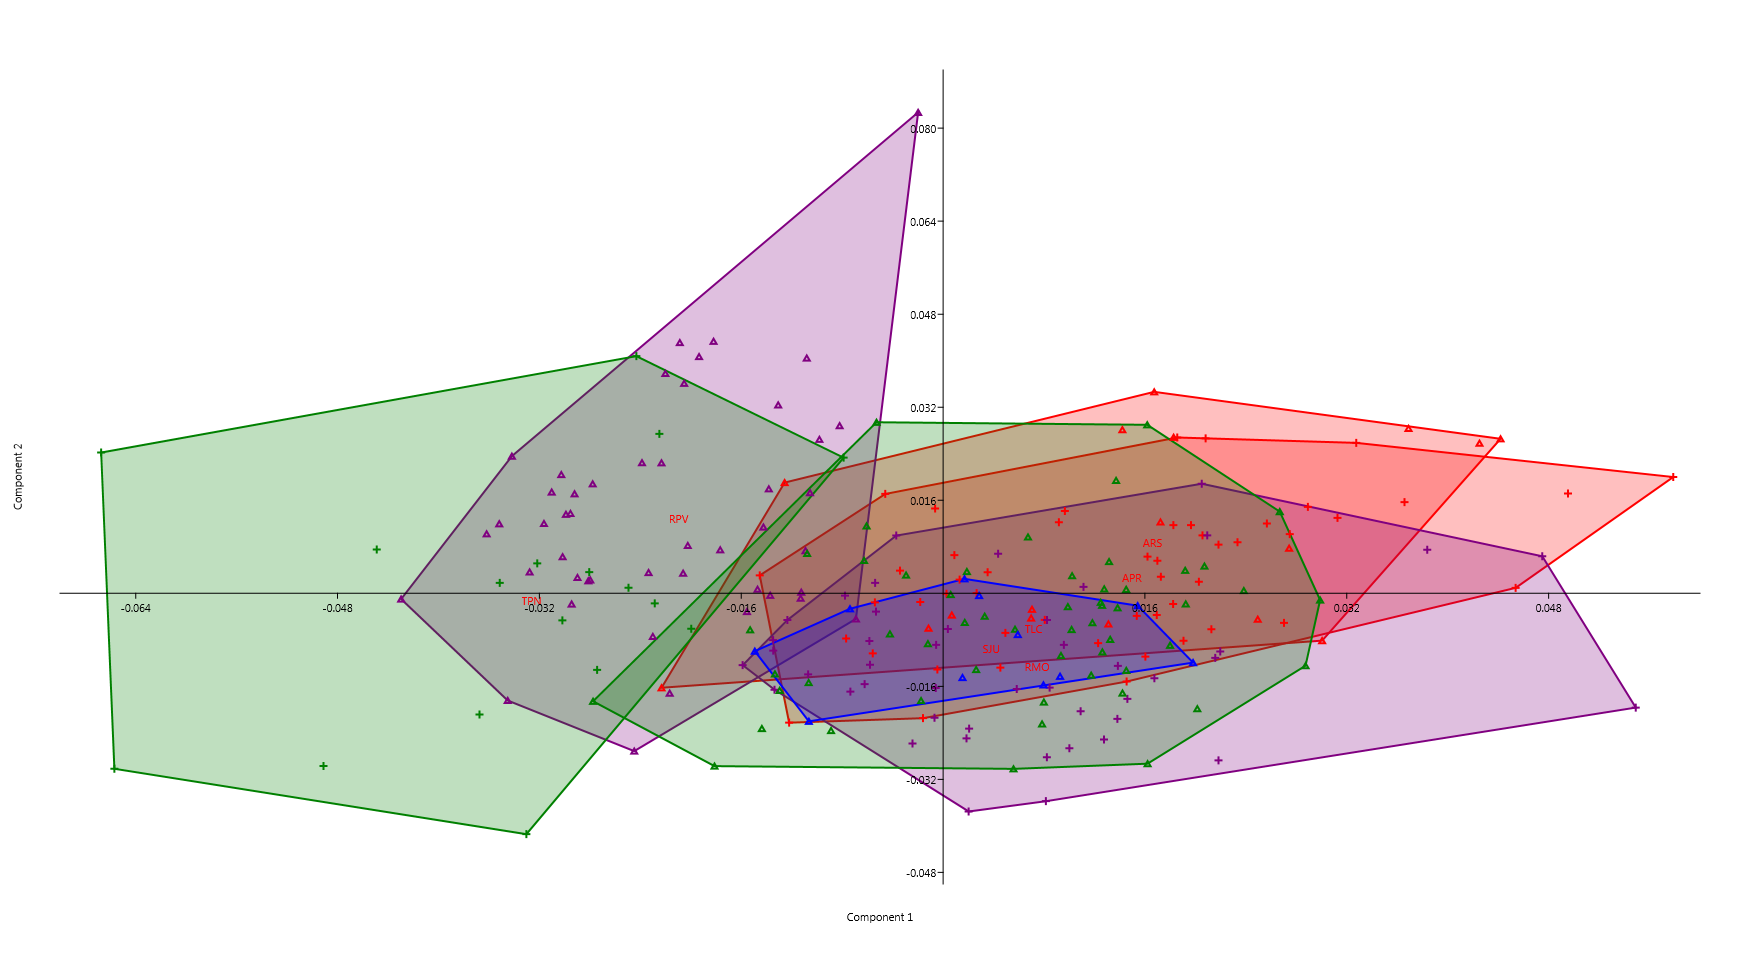 0.080
0.064
0.048
0.032
0.016
-0.016
-0.032
-0.048
-0.064
-0.048
-0.032
-0.016
0.016
0.032
0.048
RPV
TPN
ARS
APR
TLC
SJU
RMO
Component 2
Component 1